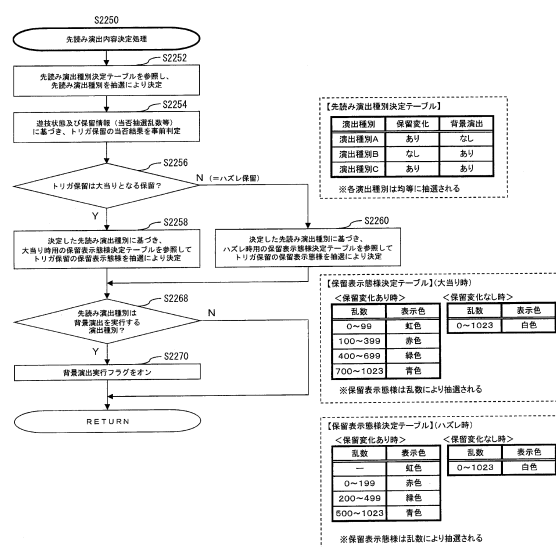 S2250
先読み演出内容決定処理
S2252
先読み演出種別決定テーブルを参照し、
先読み演出種別を抽選により決定
S2254
遊技状態及び保留情報（当否抽選乱数等）
に基づき、トリガ保留の当否結果を事前判定
S2256
トリガ保留は大当りとなる保留？
N（＝ハズレ保留）
Y
S2258
決定した先読み演出種別に基づき、
大当り時用の保留表示態様決定テーブルを参照して
トリガ保留の保留表示態様を抽選により決定
S2260
決定した先読み演出種別に基づき、
ハズレ時用の保留表示態様決定テーブルを参照して
トリガ保留の保留表示態様を抽選により決定
S2268
先読み演出種別は
背景演出を実行する
演出種別？
N
Y
S2270
背景演出実行フラグをオン
RETURN
【先読み演出種別決定テーブル】
演出種別 保留変化 背景演出
演出種別A あり なし
演出種別B なし あり
演出種別C あり あり
※各演出種別は均等に抽選される
【保留表示態様決定テーブル】（大当り時）
＜保留変化あり時＞ ＜保留変化なし時＞
乱数 表示色 乱数 表示色
0〜99 虹色 0〜1023 白色
100〜399 赤色
400〜699 緑色
700〜1023 青色
※保留表示態様は乱数により抽選される
【保留表示態様決定テーブル】（ハズレ時）
＜保留変化あり時＞ ＜保留変化なし時＞
乱数 表示色 乱数 表示色
— 虹色 0〜1023 白色
0〜199 赤色
200〜499 緑色
500〜1023 青色
※保留表示態様は乱数により抽選される